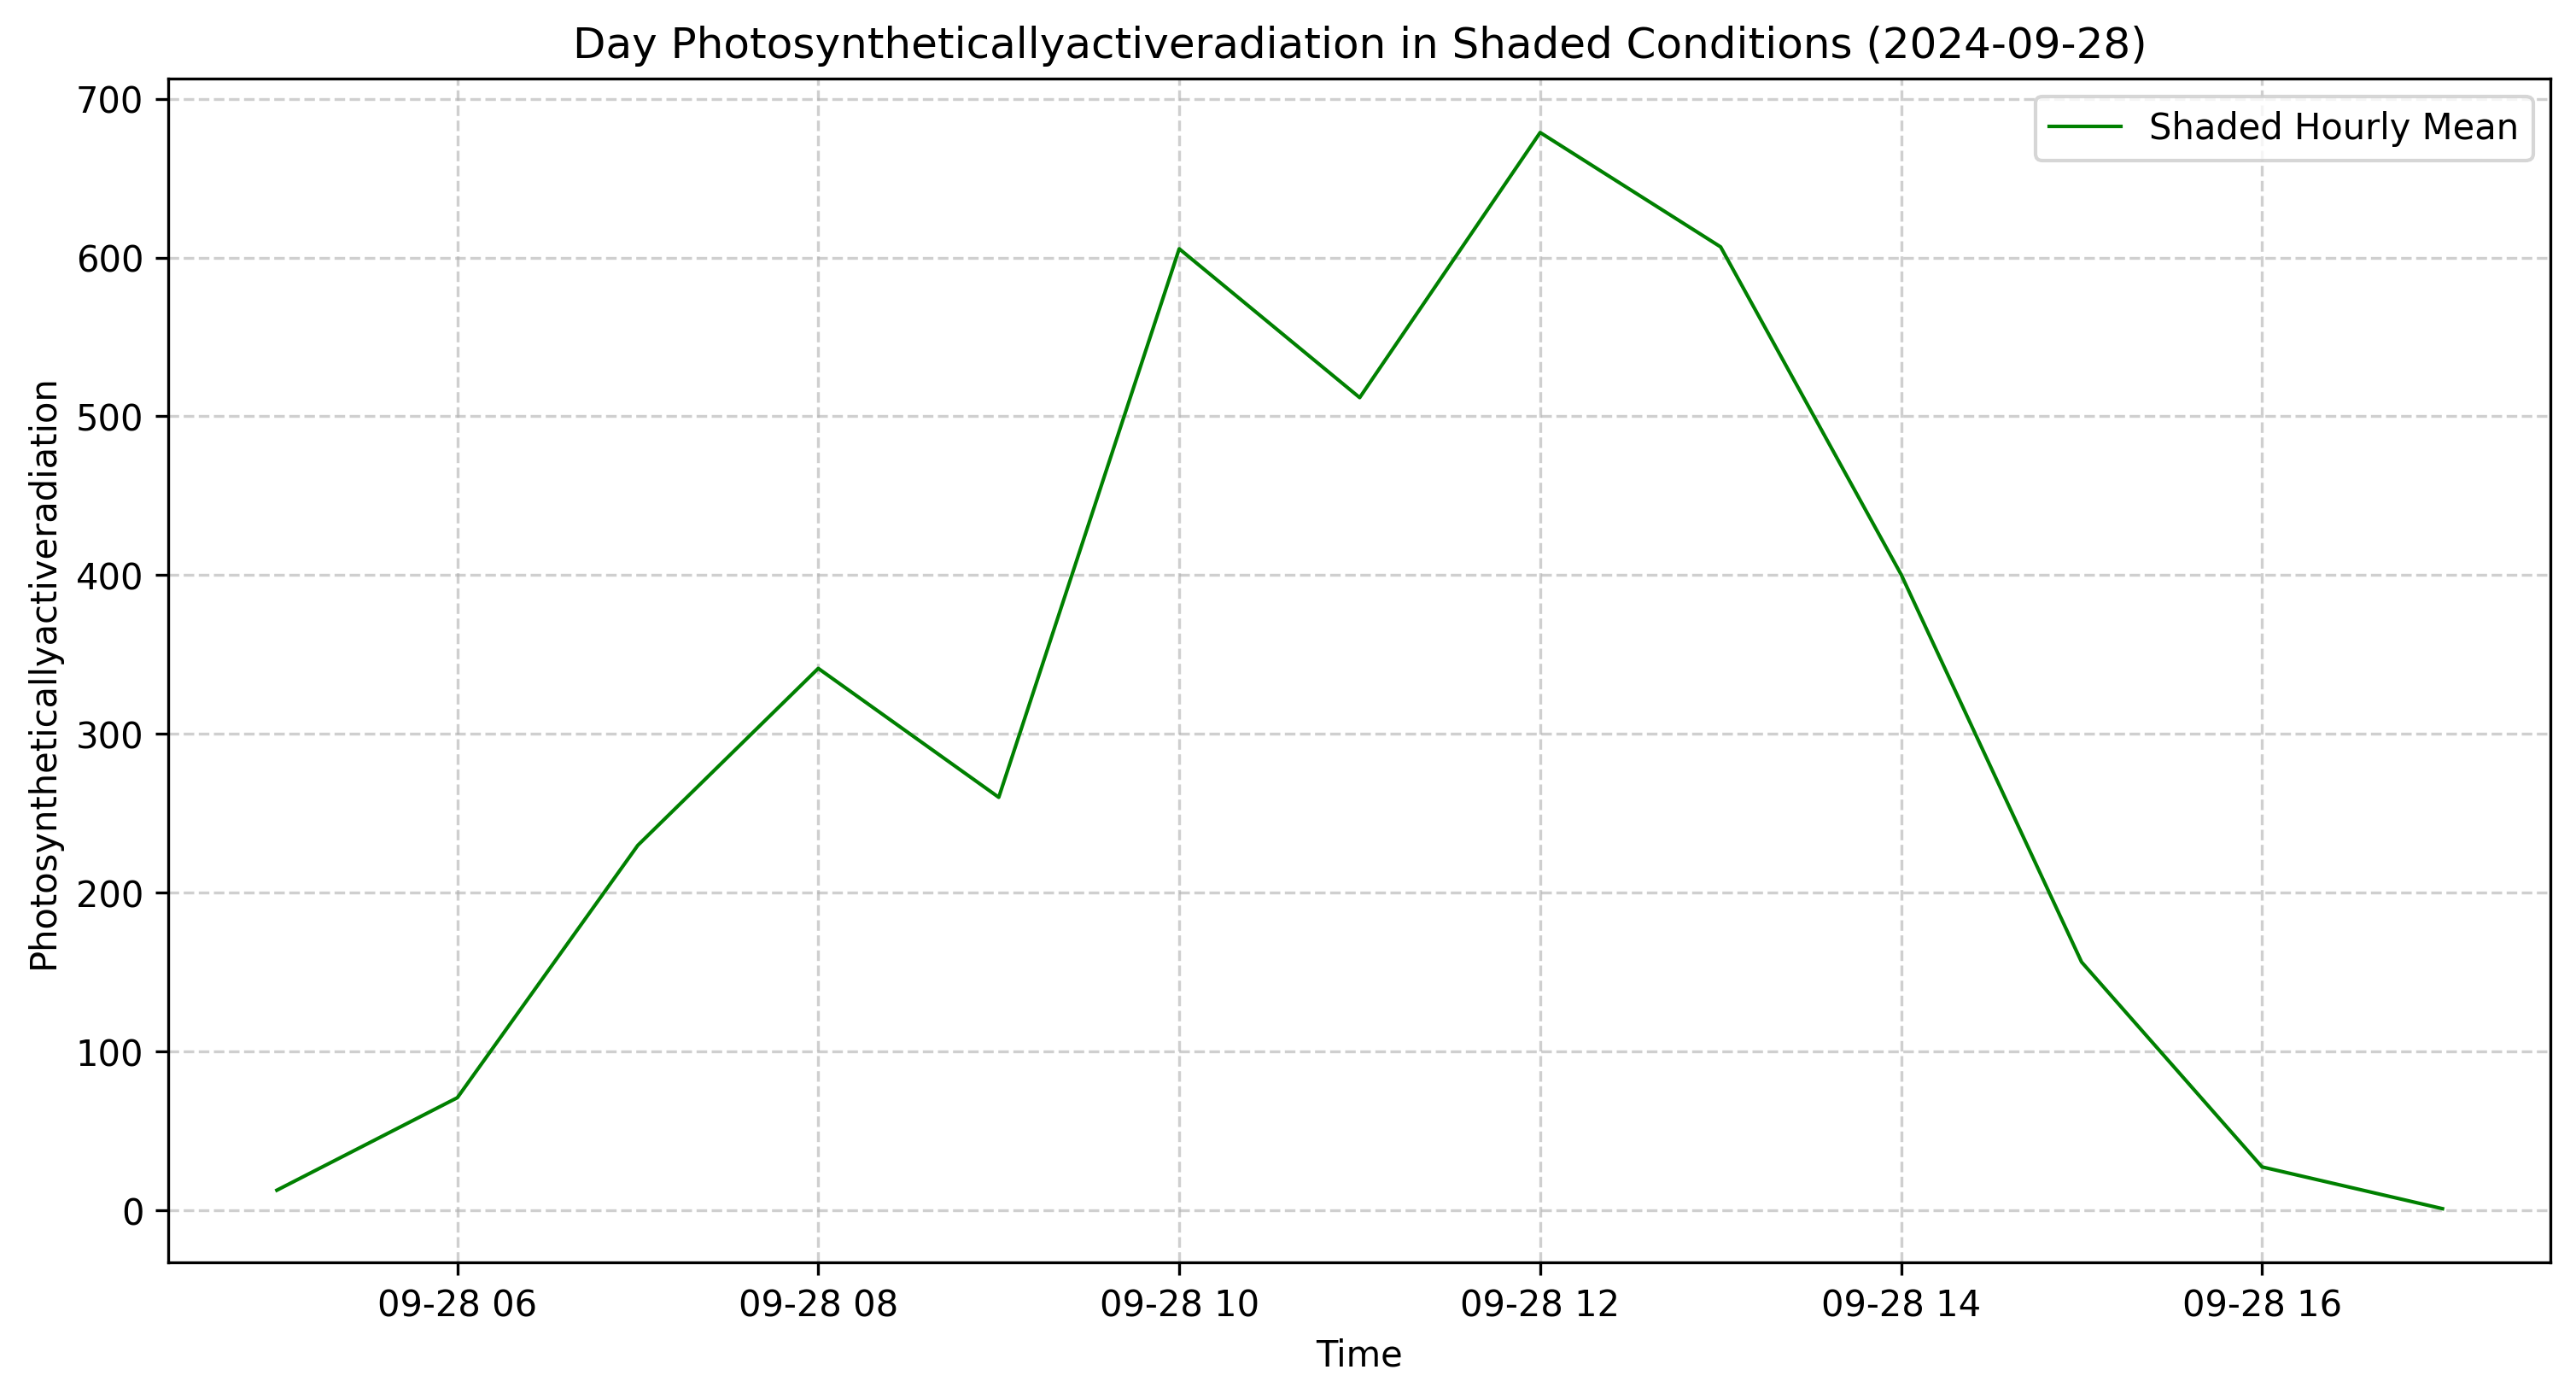 Day Photosyntheticallyactiveradiation in Shaded Conditions (2024-09-28)
Shaded Hourly Mean
Photosyntheticallyactiveradiation
700
600
500
400
300
200
100
0
09-28 06 09-28 08 09-28 10 09-28 12 09-28 14 09-28 16
Time